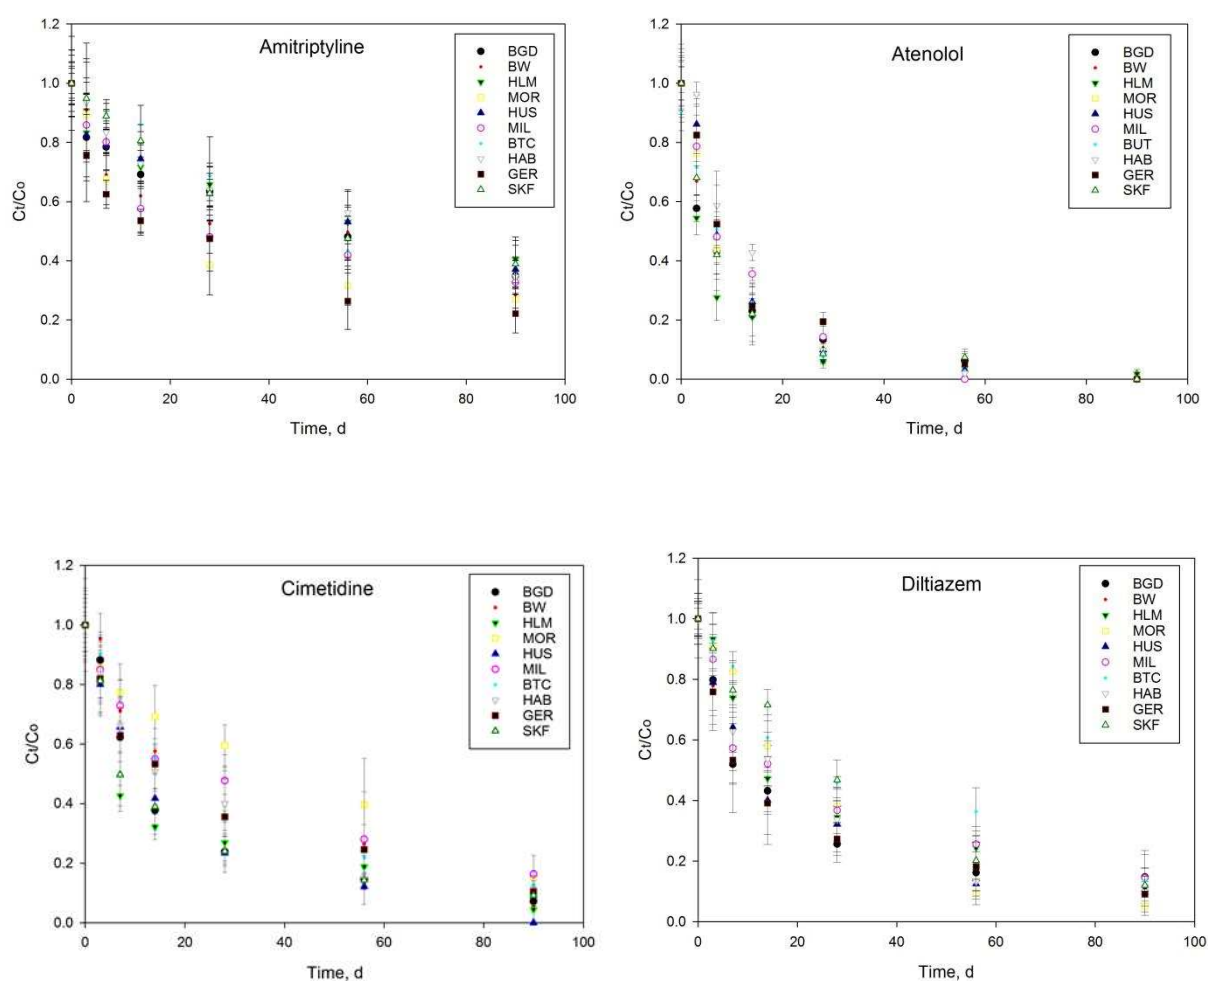 Amitriptyline
Ct/Co
1.2
1.0
0.8
0.6
0.4
0.2
0.0
BGD
BW
HLM
MOR
HUS
MIL
BTC
HAB
GER
SKF
0 20 40 60 80 100
Time, d
Atenolol
1.2
1.0
0.8
0.6
0.4
0.2
0.0
BGD
BW
HLM
MOR
HUS
MIL
BUT
HAB
GER
SKF
0 20 40 60 80 100
Time, d
Cimetidine
Ct/Co
1.2
1.0
0.8
0.6
0.4
0.2
0.0
BGD
BW
HLM
MOR
HUS
MIL
BTC
HAB
GER
SKF
0 20 40 60 80 100
Time, d
Diltiazem
Ct/Co
1.2
1.0
0.8
0.6
0.4
0.2
0.0
BGD
BW
HLM
MOR
HUS
MIL
BTC
HAB
GER
SKF
0 20 40 60 80 100
Time, d